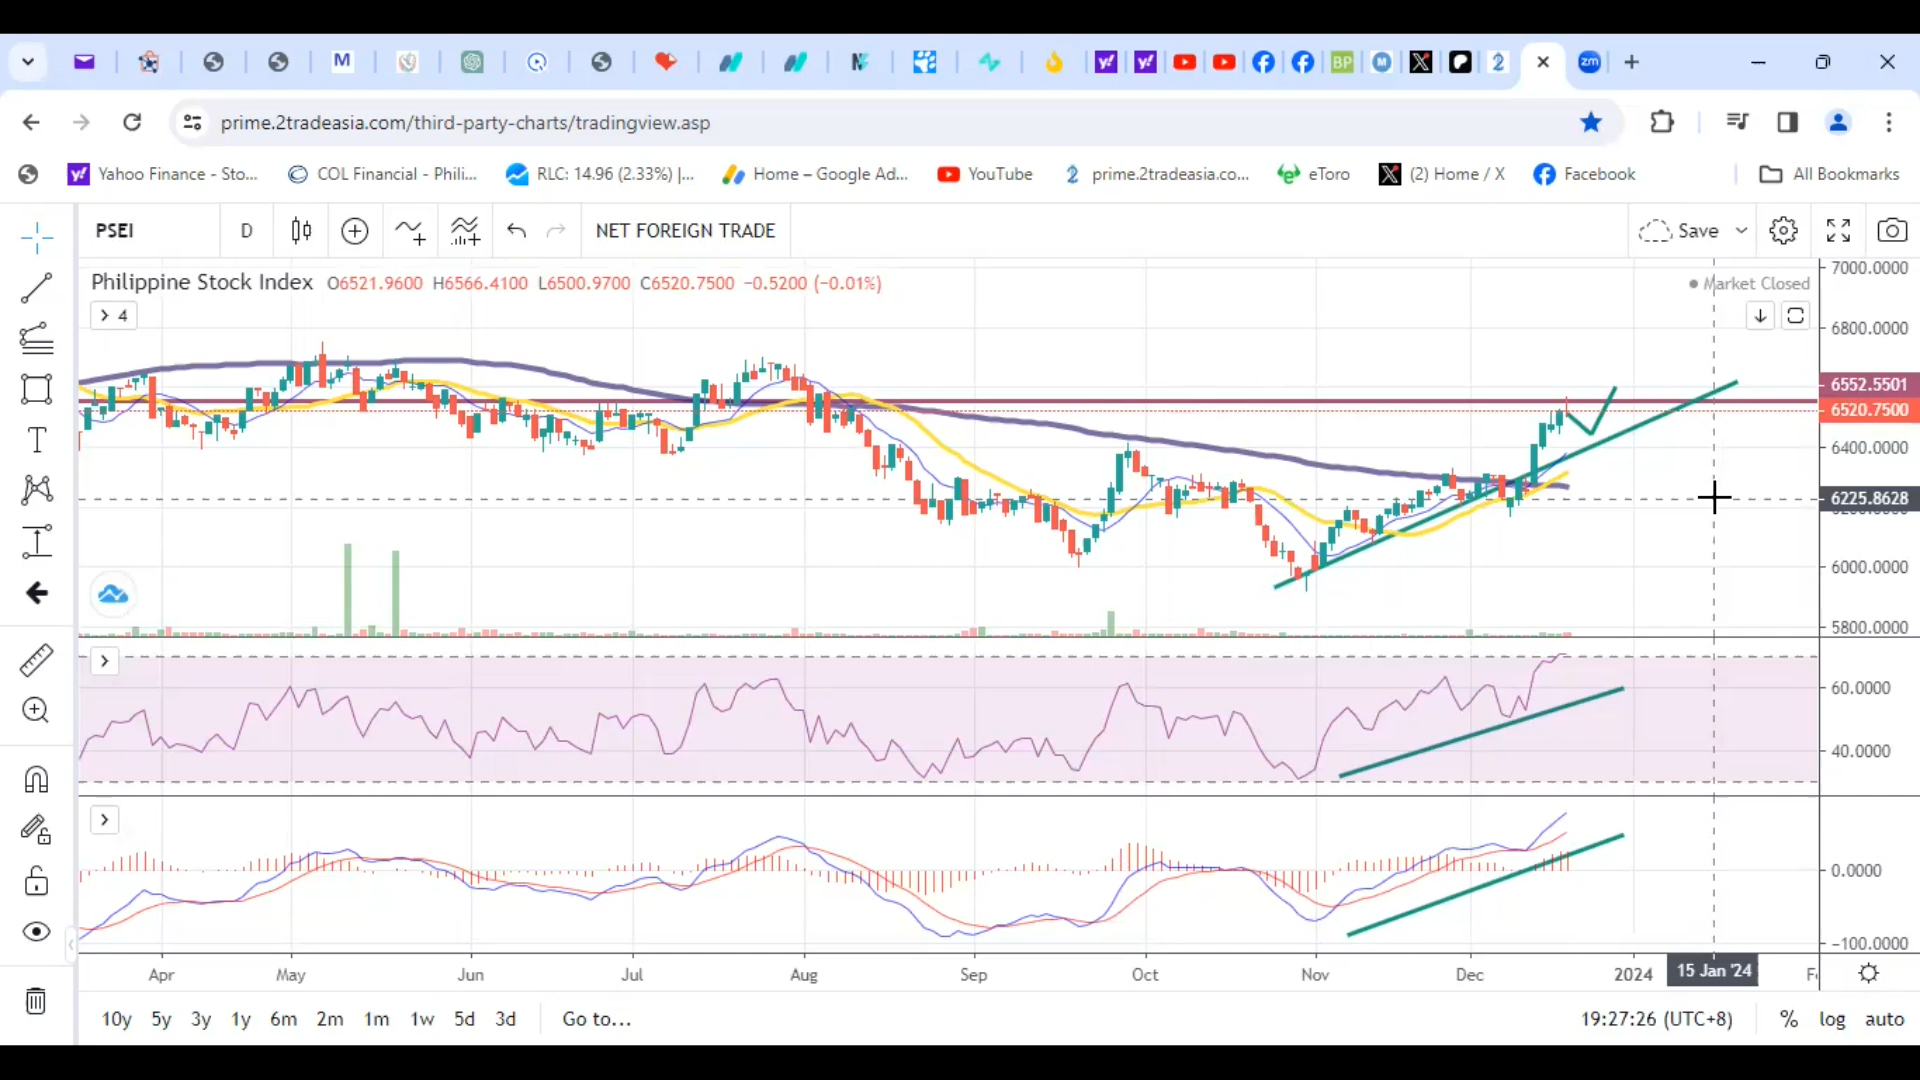 prime.2tradeasia.com/third-party-charts/tradingview.asp
Yahoo Finance - Sto... COL Financial - Phili... RLC: 14.96 (2.33%) |... Home – Google Ad... YouTube prime.2tradeasia.co... eToro (2) Home / X Facebook All Bookmarks
PSEI D NET FOREIGN TRADE Save
Philippine Stock Index O6521.9600 H6566.4100 L6500.9700 C6520.7500 −0.5200 (−0.01%)
Market Closed
4
7000.0000
6800.0000
6552.5501
6520.7500
6400.0000
6225.8628
6000.0000
5800.0000
60.0000
40.0000
0.0000
−100.0000
Apr May Jun Jul Aug Sep Oct Nov Dec 2024 15 Jan '24
10y 5y 3y 1y 6m 2m 1m 1w 5d 3d Go to... 19:27:26 (UTC+8) % log auto